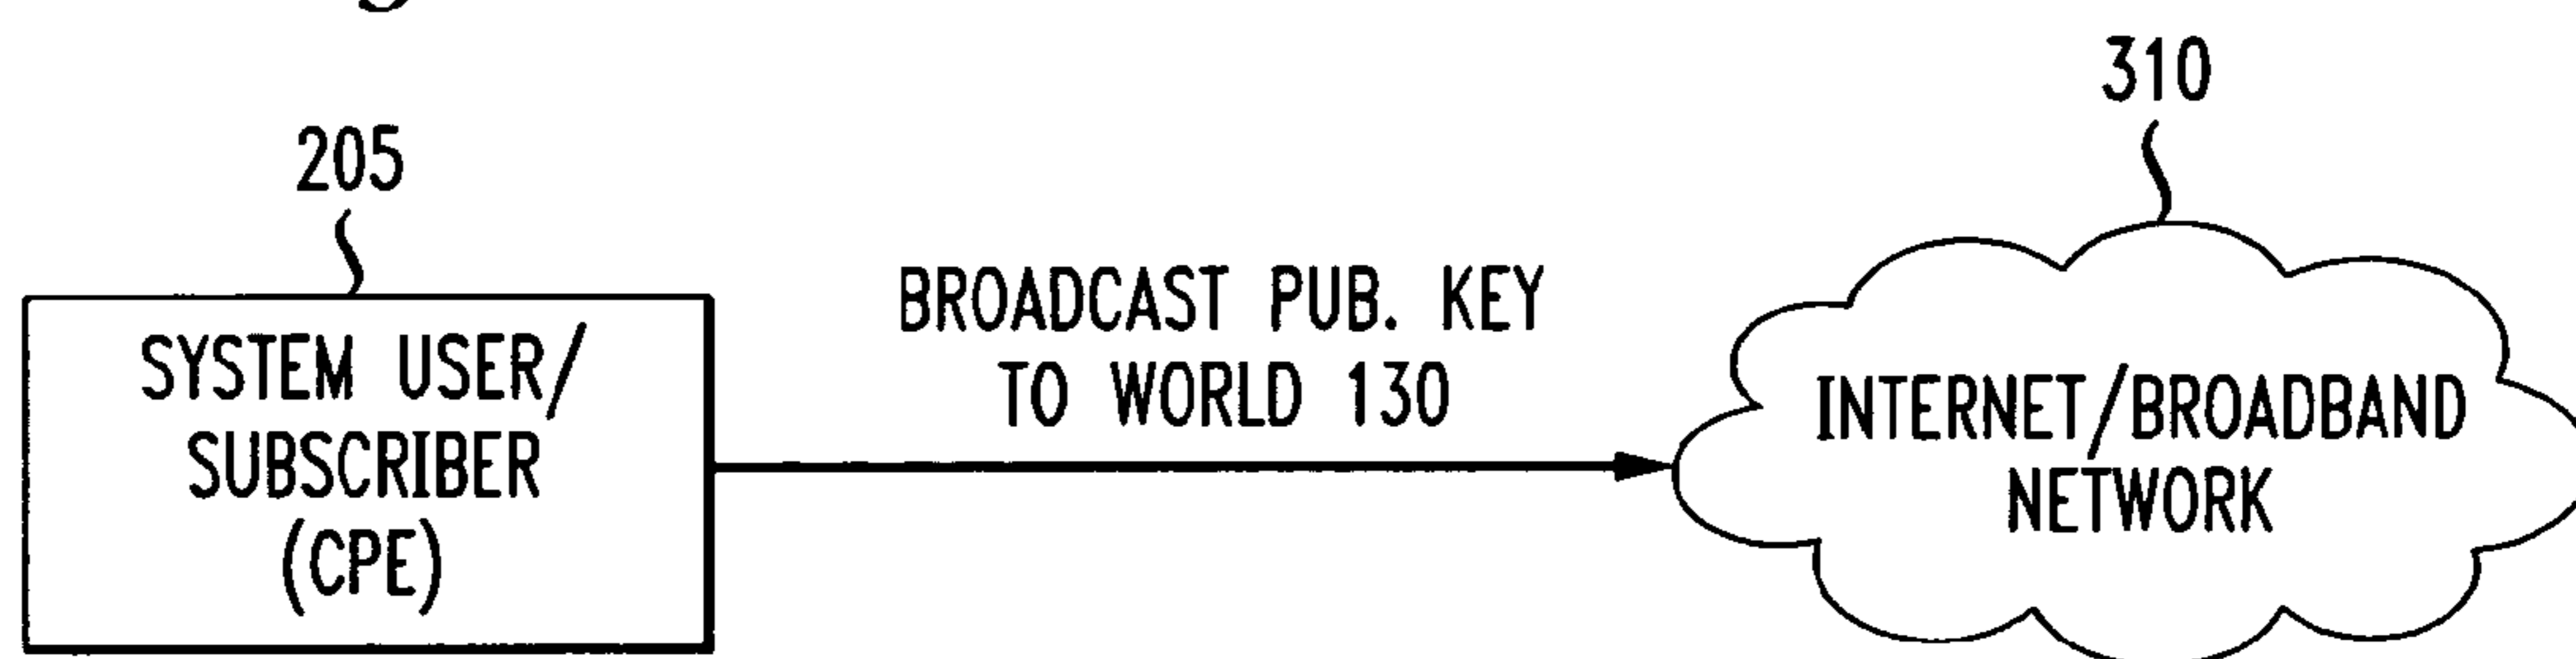 310
205
BROADCAST PUB. KEY
TO WORLD 130
SYSTEM USER/
SUBSCRIBER
(CPE)
INTERNET/BROADBAND
NETWORK